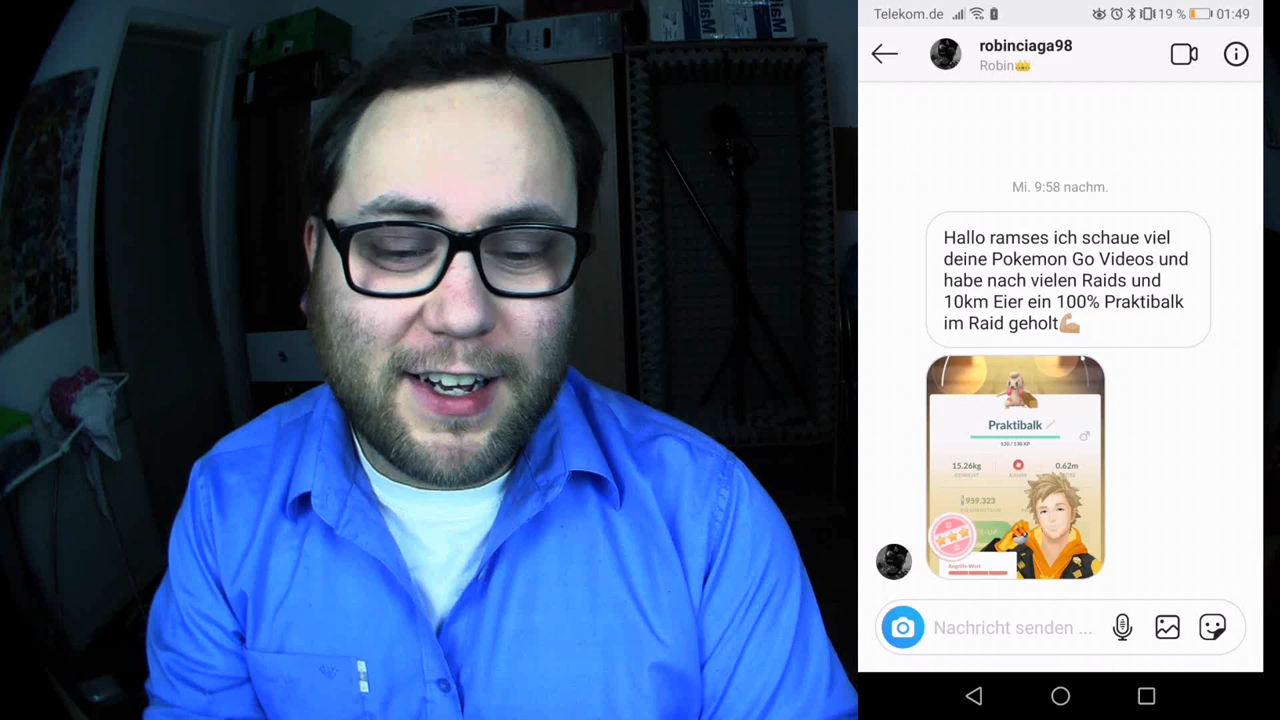 Telekom.de
19 %
01:49
robinciaga98
Robin👑
Mi. 9:58 nachm.
Hallo ramses ich schaue viel
deine Pokemon Go Videos und
habe nach vielen Raids und
10km Eier ein 100% Praktibalk
im Raid geholt💪🏼
Praktibalk
15.26kg
0.62m
959.323
Angriffs-Wert
Nachricht senden ...